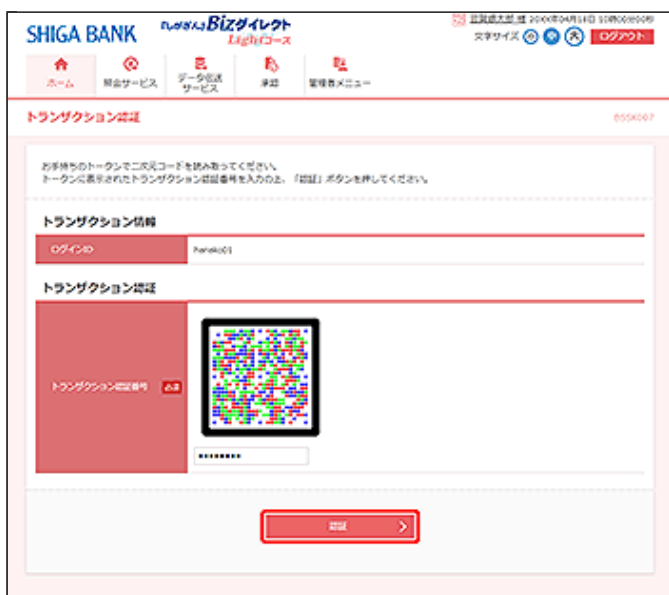 SHIGA BANK
《しがぎん》Bizダイレクト
Lightコース
文字サイズ 小 中 大 ログアウト
ホーム 照会サービス データ伝送サービス 承認 管理者メニュー
トランザクション認証
BSSK007
お手持ちのトークンで二次元コードを読み取ってください。
トークンに表示されたトランザクション認証番号を入力の上、「認証」ボタンを押してください。
トランザクション情報
ログインID hanako01
トランザクション認証
トランザクション認証番号 必須
••••••••
認証